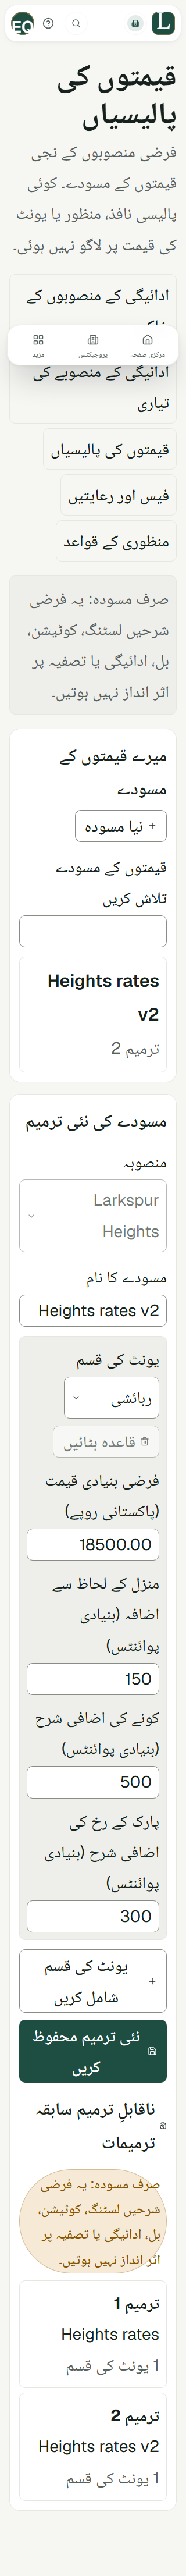 EQ
L
قیمتوں کی
پالیسیاں
فرضی منصوبوں کے نجی
قیمتوں کے مسودے۔ کوئی
پالیسی نافذ، منظور یا یونٹ
کی قیمت پر لاگو نہیں ہوئی۔
ادائیگی کے منصوبوں کے
مرکزی صفحہ
پروجیکٹس
مزید
ادائیگی کے منصوبے کی
تیاری
قیمتوں کی پالیسیاں
فیس اور رعایتیں
منظوری کے قواعد
صرف مسودہ: یہ فرضی
شرحیں لسٹنگ، کوٹیشن،
بل، ادائیگی یا تصفیہ پر
اثر انداز نہیں ہوتیں۔
میرے قیمتوں کے
مسودے
+ نیا مسودہ
قیمتوں کے مسودے
تلاش کریں
Heights rates
v2
ترمیم 2
مسودے کی نئی ترمیم
منصوبہ
Larkspur
Heights
مسودے کا نام
Heights rates v2
یونٹ کی قسم
رہائشی
قاعدہ ہٹائیں
فرضی بنیادی قیمت
(پاکستانی روپے)
18500.00
منزل کے لحاظ سے
اضافہ (بنیادی
پوائنٹس)
150
کونے کی اضافی شرح
(بنیادی پوائنٹس)
500
پارک کے رخ کی
اضافی شرح (بنیادی
پوائنٹس)
300
+ یونٹ کی قسم
شامل کریں
نئی ترمیم محفوظ
کریں
ناقابلِ ترمیم سابقہ
ترمیمات
صرف مسودہ: یہ فرضی
شرحیں لسٹنگ، کوٹیشن،
بل، ادائیگی یا تصفیہ پر
اثر انداز نہیں ہوتیں۔
ترمیم 1
Heights rates
1 یونٹ کی قسم
ترمیم 2
Heights rates v2
1 یونٹ کی قسم